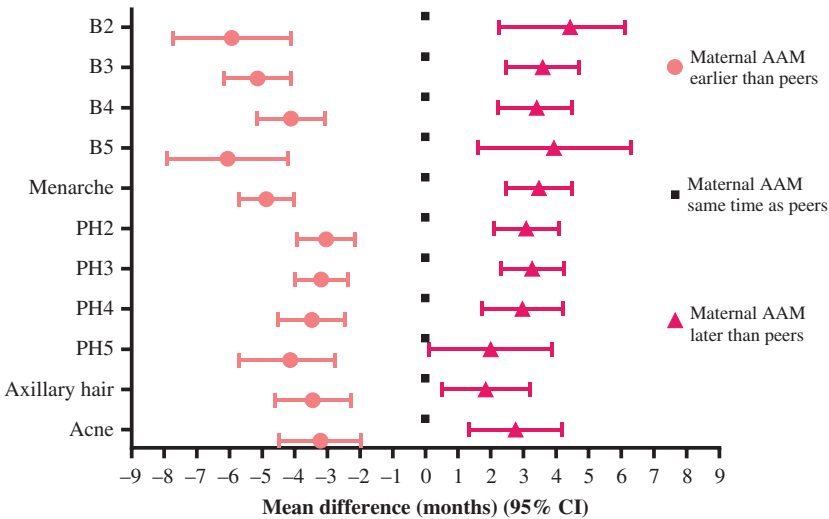 B2
B3
B4
B5
Menarche
PH2
PH3
PH4
PH5
Axillary hair
Acne
–9 –8 –7 –6 –5 –4 –3 –2 –1 0 1 2 3 4 5 6 7 8 9
Mean difference (months) (95% CI)
Maternal AAM
earlier than peers
Maternal AAM
same time as peers
Maternal AAM
later than peers